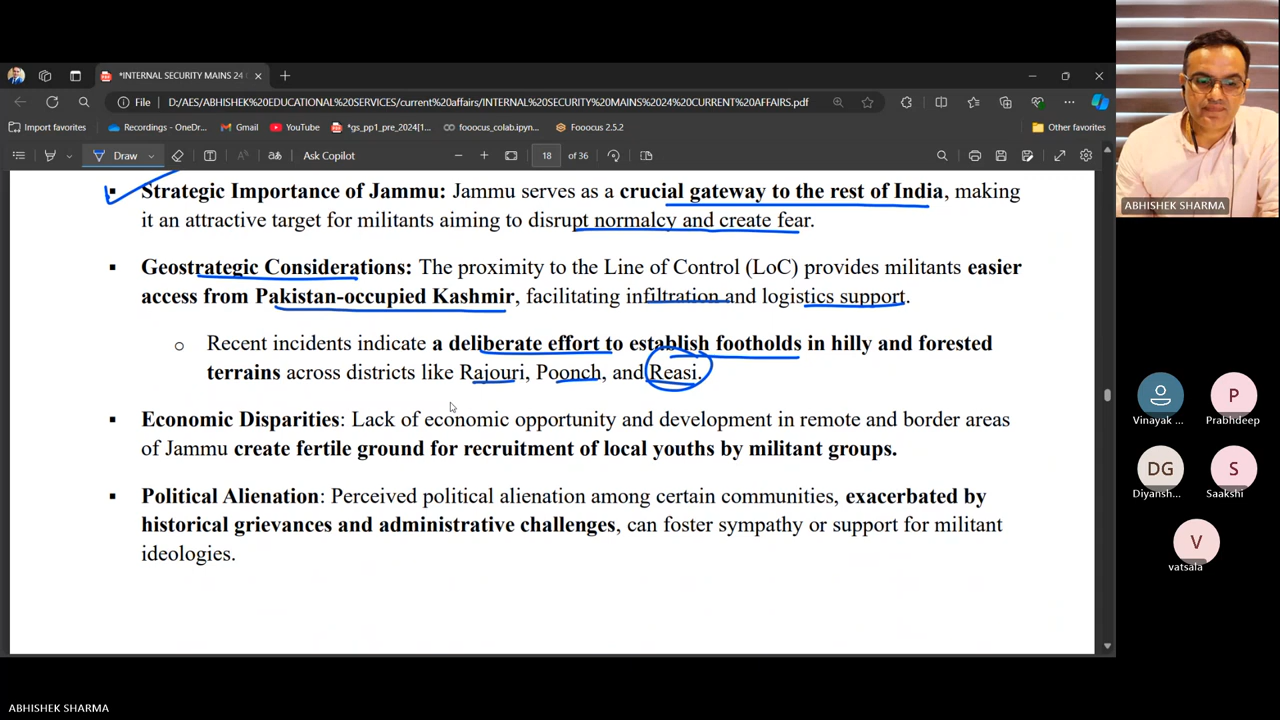 *INTERNAL SECURITY MAINS 24 C
File
D:/AES/ABHISHEK%20EDUCATIONAL%20SERVICES/current%20affairs/INTERNAL%20SECURITY%20MAINS%202024%20CURRENT%20AFFAIRS.pdf
Import favorites
Recordings - OneDr...
Gmail
YouTube
*gs_pp1_pre_2024[1...
fooocus_colab.ipyn...
Fooocus 2.5.2
Other favorites
Draw
Ask Copilot
18 of 36
▪ Strategic Importance of Jammu: Jammu serves as a crucial gateway to the rest of India, making
it an attractive target for militants aiming to disrupt normalcy and create fear.
▪ Geostrategic Considerations: The proximity to the Line of Control (LoC) provides militants easier
access from Pakistan-occupied Kashmir, facilitating infiltration and logistics support.
o Recent incidents indicate a deliberate effort to establish footholds in hilly and forested
terrains across districts like Rajouri, Poonch, and Reasi.
▪ Economic Disparities: Lack of economic opportunity and development in remote and border areas
of Jammu create fertile ground for recruitment of local youths by militant groups.
▪ Political Alienation: Perceived political alienation among certain communities, exacerbated by
historical grievances and administrative challenges, can foster sympathy or support for militant
ideologies.
ABHISHEK SHARMA
Vinayak ...
P
Prabhdeep
DG
Diyansh...
S
Saakshi
V
vatsala
ABHISHEK SHARMA